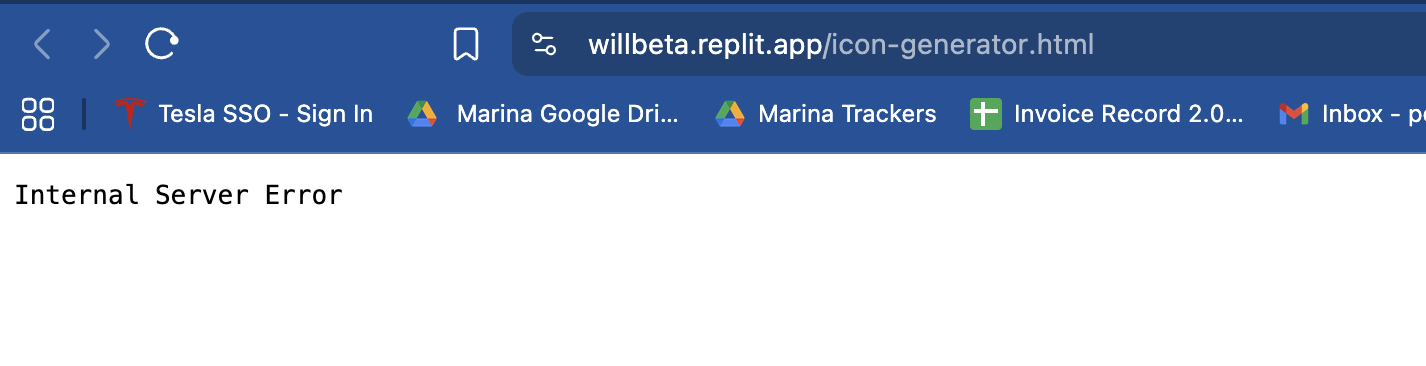 willbeta.replit.app/icon-generator.html
Tesla SSO - Sign In Marina Google Dri... Marina Trackers Invoice Record 2.0... Inbox -
Internal Server Error